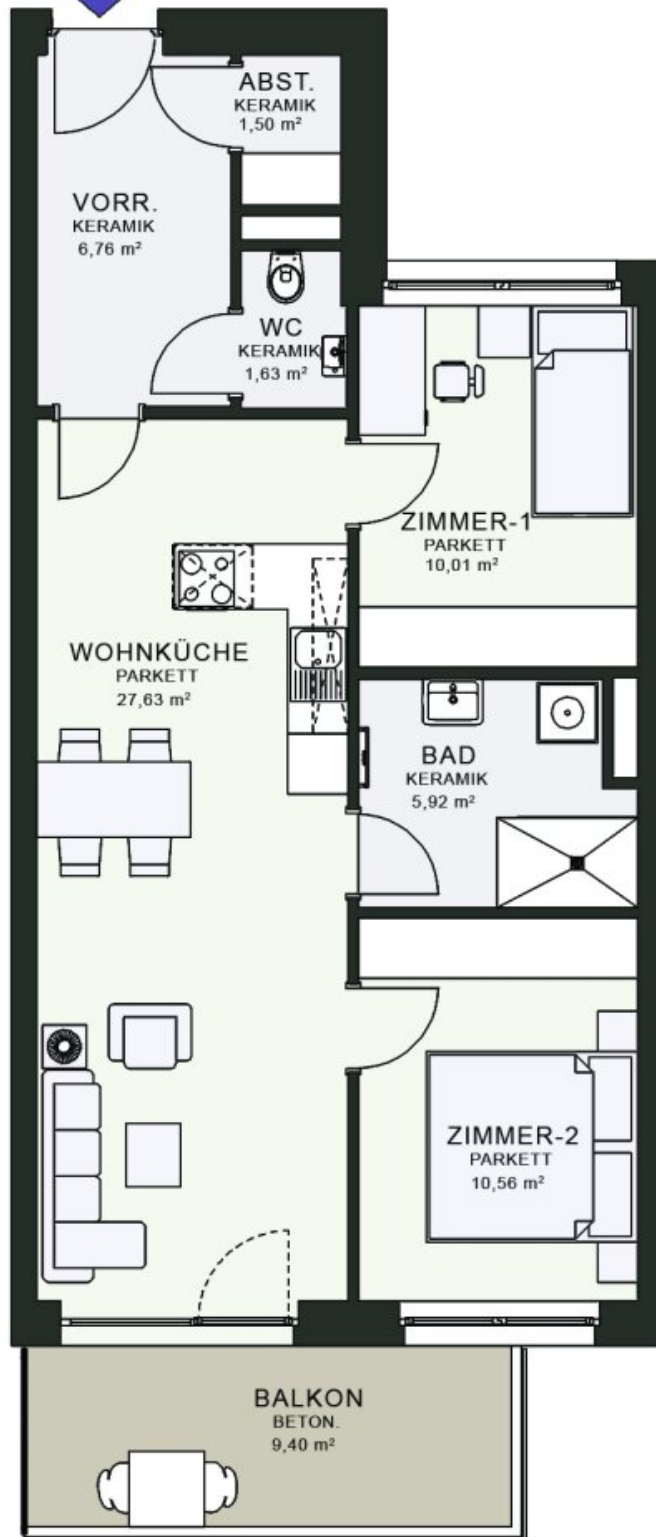 ABST.
KERAMIK
1,50 m²
VORR.
KERAMIK
6,76 m²
WC
KERAMIK
1,63 m²
ZIMMER-1
PARKETT
10,01 m²
WOHNKÜCHE
PARKETT
27,63 m²
BAD
KERAMIK
5,92 m²
ZIMMER-2
PARKETT
10,56 m²
BALKON
BETON.
9,40 m²